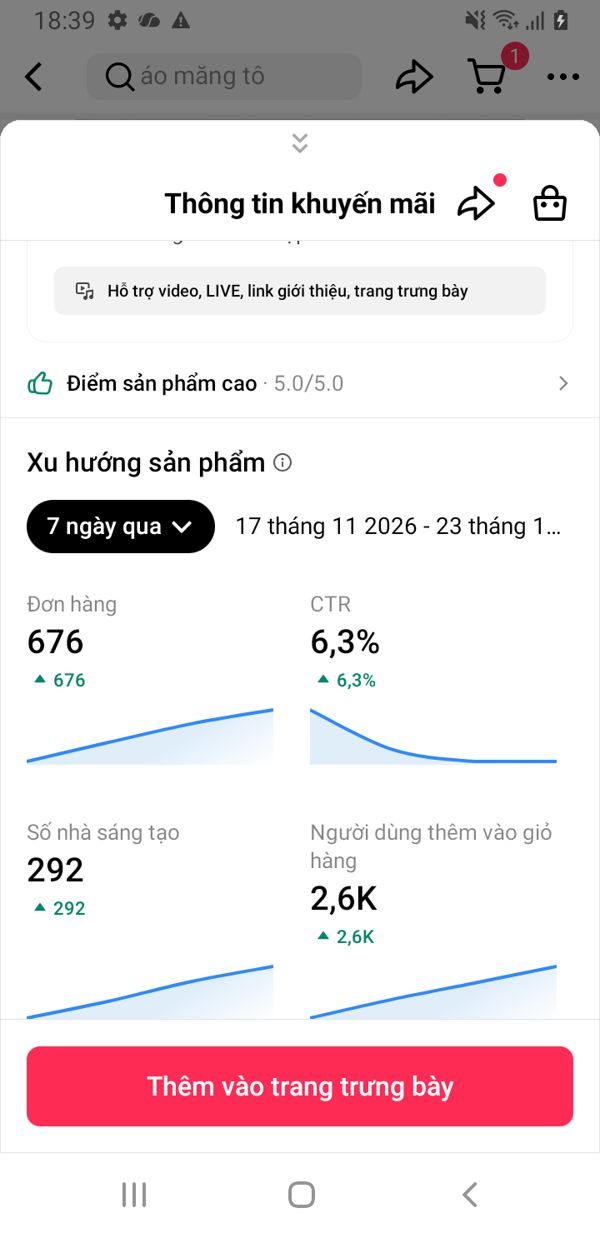 18:39
áo măng tô
1
Thông tin khuyến mãi
Hỗ trợ video, LIVE, link giới thiệu, trang trưng bày
Điểm sản phẩm cao · 5.0/5.0
Xu hướng sản phẩm
7 ngày qua
17 tháng 11 2026 - 23 tháng 1...
Đơn hàng
676
676
CTR
6,3%
6,3%
Số nhà sáng tạo
292
292
Người dùng thêm vào giỏ
hàng
2,6K
2,6K
Thêm vào trang trưng bày